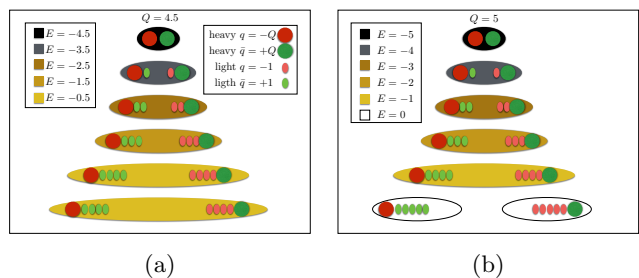 Q = 4.5
E = −4.5
E = −3.5
E = −2.5
E = −1.5
E = −0.5
heavy q = −Q
heavy q̄ = +Q
light q = −1
ligth q̄ = +1
(a)
Q = 5
E = −5
E = −4
E = −3
E = −2
E = −1
E = 0
(b)